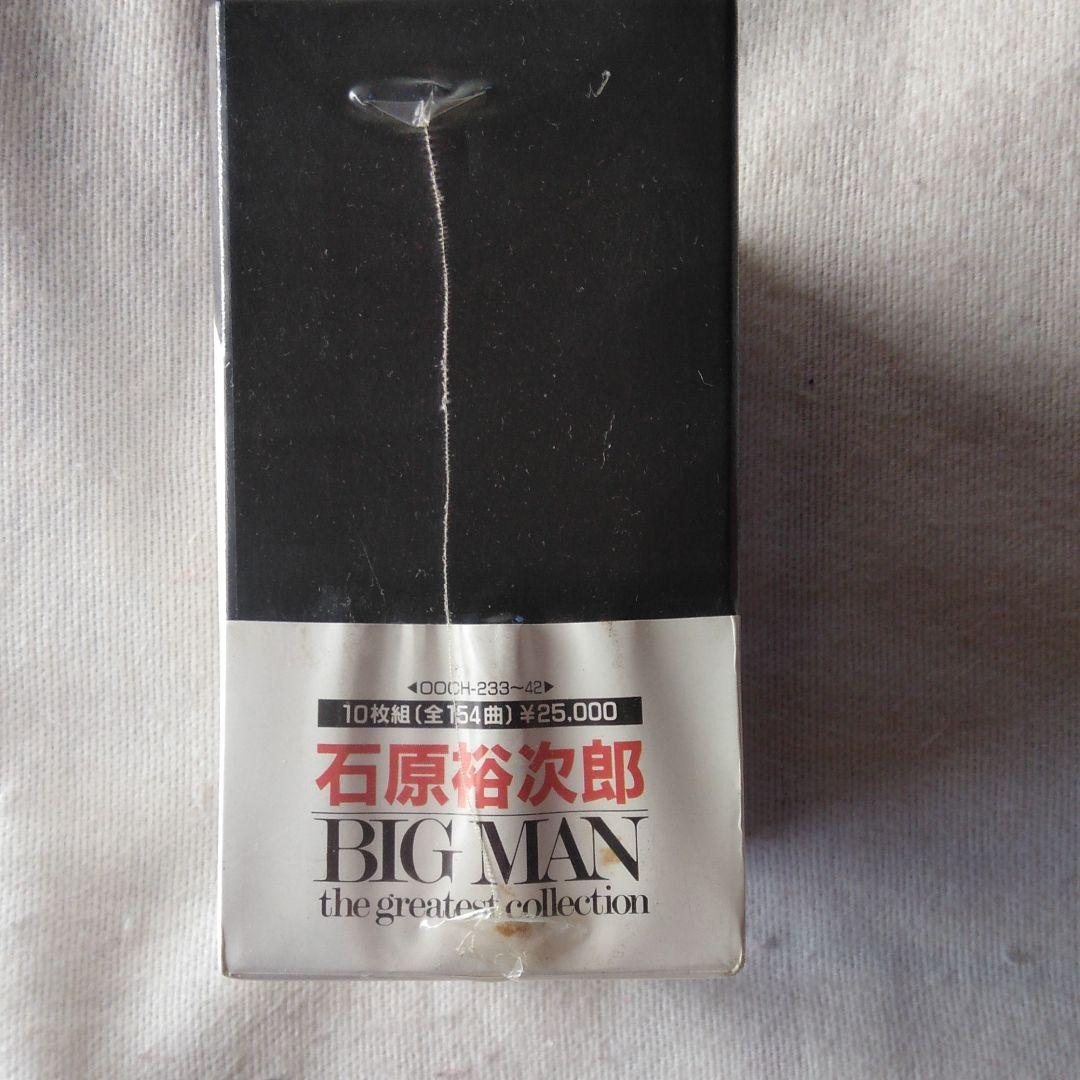 ◀00CH-233～42▶
10枚組(全154曲)¥25,000
石原裕次郎
BIG MAN
the greatest collection